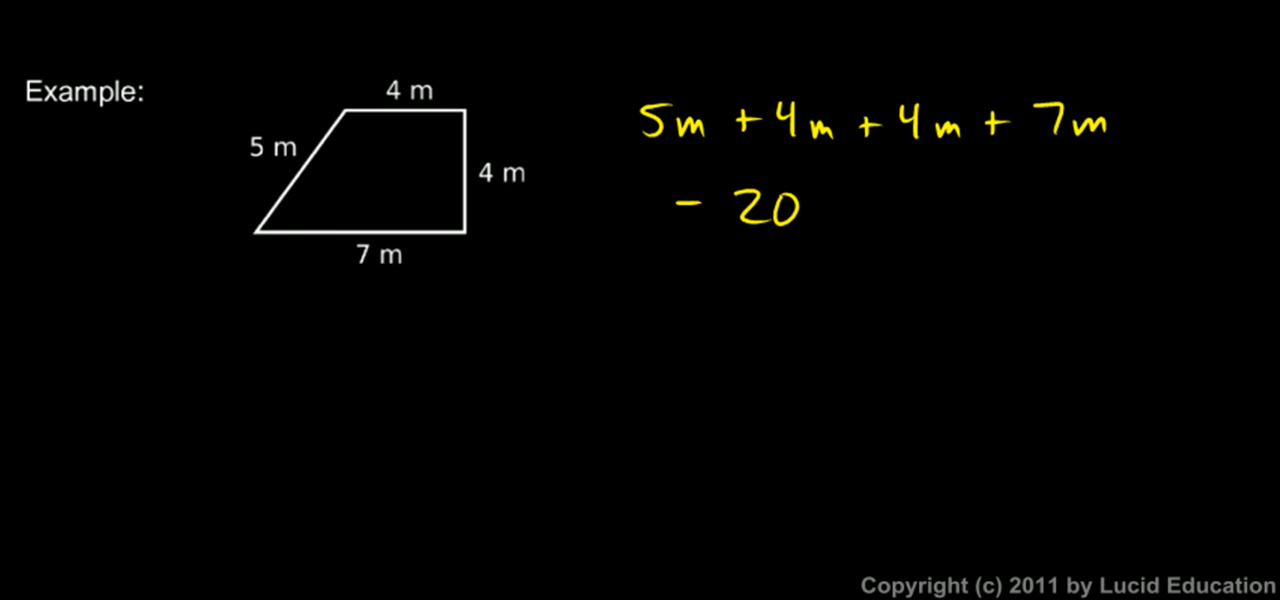 Example:
4 m
5 m
4 m
7 m
5m + 4m + 4m + 7m
- 20
Copyright (c) 2011 by Lucid Education